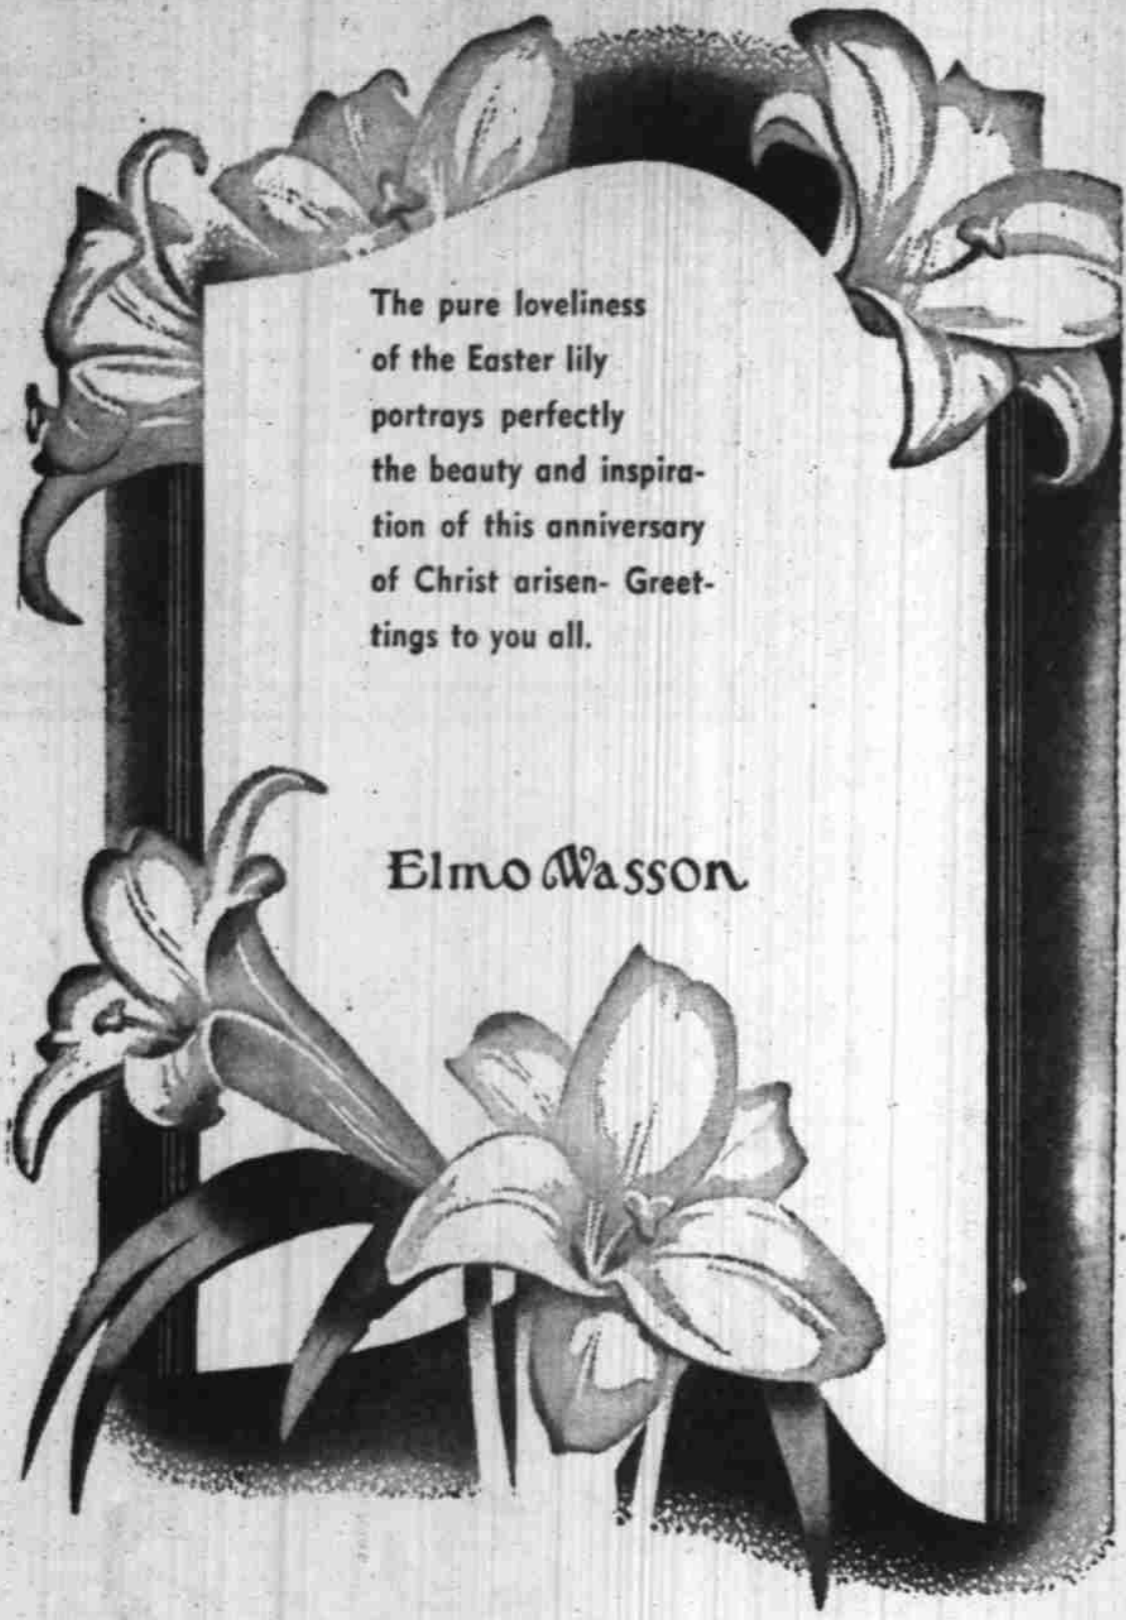 The pure loveliness
of the Easter lily
portrays perfectly
the beauty and inspira-
tion of this anniversary
of Christ arisen- Greet-
tings to you all.
Elmo Wasson